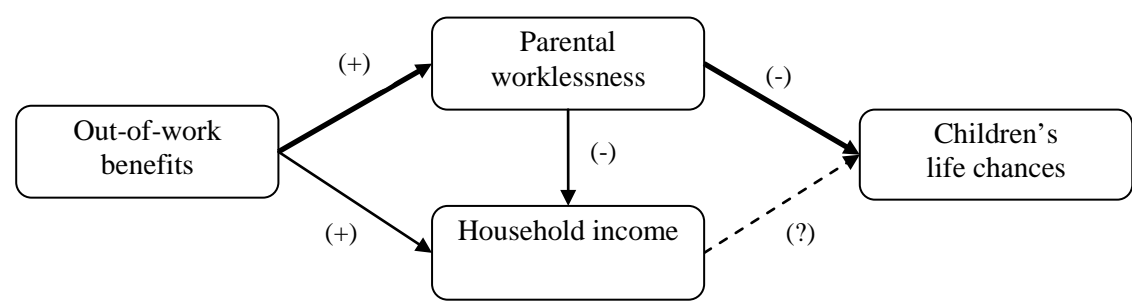 Parental
worklessness
(+)
(-)
Out-of-work
benefits
(-)
Children’s
life chances
(+)
Household income
(?)